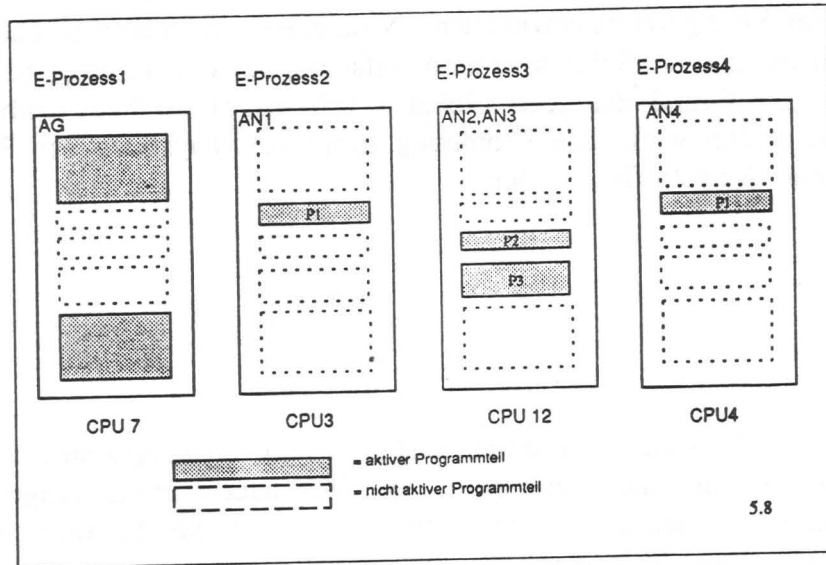 E-Prozess1
E-Prozess2
E-Prozess3
E-Prozess4
AG
AN1
AN2,AN3
AN4
P1
P1
P2
P3
CPU 7
CPU3
CPU 12
CPU4
= aktiver Programmteil
= nicht aktiver Programmteil
5.8